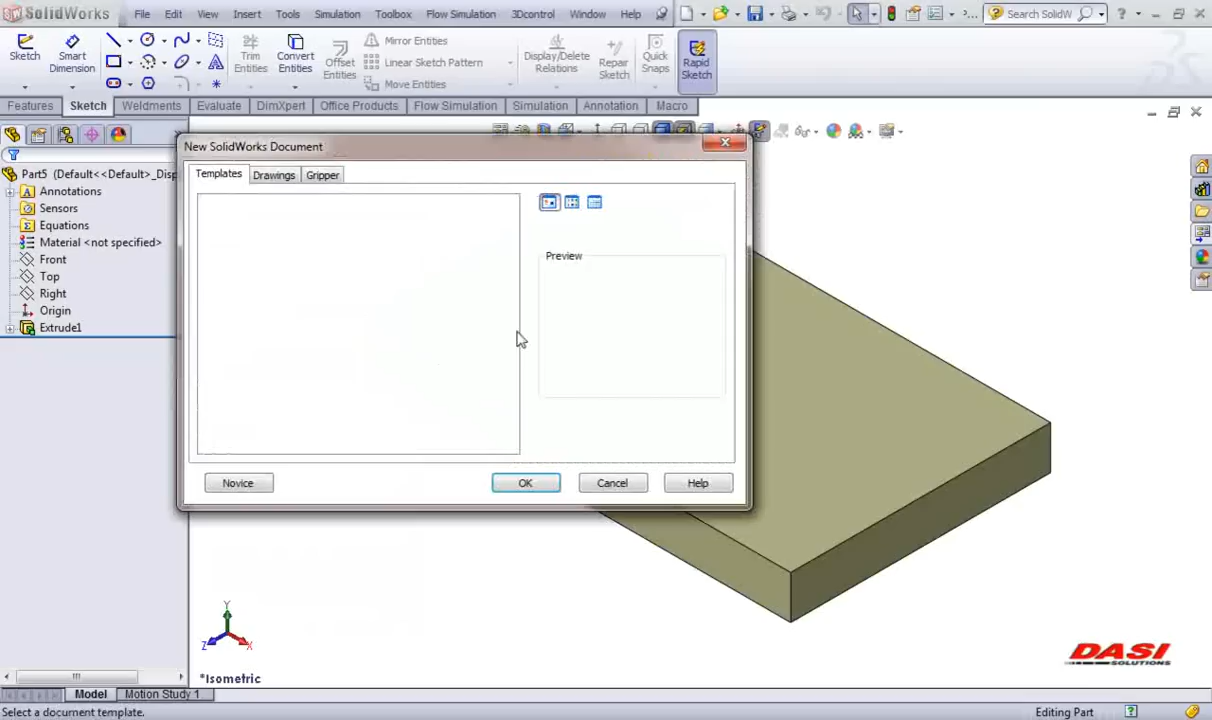 SolidWorks File Edit View Insert Tools Simulation Toolbox Flow Simulation 3Dcontrol Window Help ... Search SolidW ?
Sketch Smart Dimension Trim Entities Convert Entities Offset Entities Mirror Entities Linear Sketch Pattern Move Entities Display/Delete Relations Repair Sketch Quick Snaps Rapid Sketch
Features Sketch Weldments Evaluate DimXpert Office Products Flow Simulation Simulation Annotation Macro
New SolidWorks Document
Templates Drawings Gripper
Part5 (Default<<Default>_Disp
Annotations
Sensors
Equations
Material <not specified>
Front
Top
Right
Origin
Extrude1
Preview
Novice OK Cancel Help
Y
Z X
*Isometric
DASI
SOLUTIONS
Model Motion Study 1
Select a document template. Editing Part ?